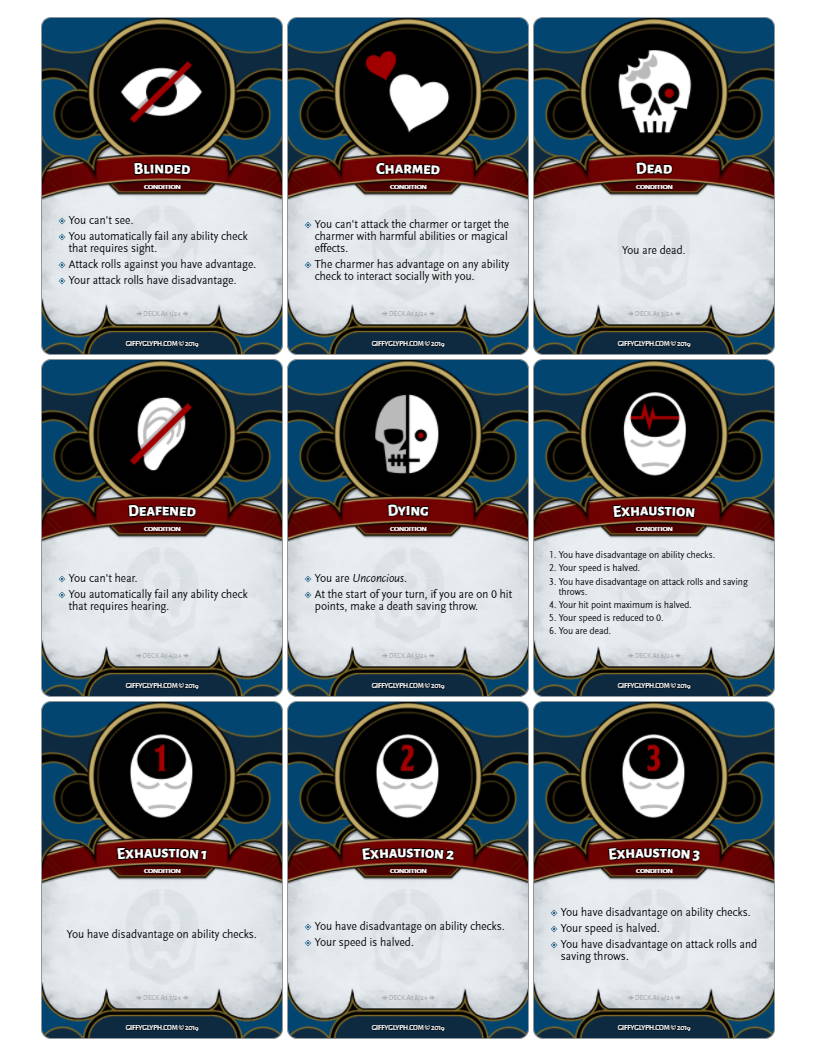 BLINDED
CONDITION
You can't see.
You automatically fail any ability check
that requires sight.
Attack rolls against you have advantage.
Your attack rolls have disadvantage.
DECK A1 1/24
GIFFYGLYPH.COM © 2019
CHARMED
CONDITION
You can't attack the charmer or target the
charmer with harmful abilities or magical
effects.
The charmer has advantage on any ability
check to interact socially with you.
DECK A1 2/24
GIFFYGLYPH.COM © 2019
DEAD
CONDITION
You are dead.
DECK A1 3/24
GIFFYGLYPH.COM © 2019
DEAFENED
CONDITION
You can't hear.
You automatically fail any ability check
that requires hearing.
DECK A1 4/24
GIFFYGLYPH.COM © 2019
DYING
CONDITION
You are Unconcious.
At the start of your turn, if you are on 0 hit
points, make a death saving throw.
DECK A1 5/24
GIFFYGLYPH.COM © 2019
EXHAUSTION
CONDITION
1. You have disadvantage on ability checks.
2. Your speed is halved.
3. You have disadvantage on attack rolls and saving
throws.
4. Your hit point maximum is halved.
5. Your speed is reduced to 0.
6. You are dead.
DECK A1 6/24
GIFFYGLYPH.COM © 2019
1
EXHAUSTION 1
CONDITION
You have disadvantage on ability checks.
DECK A1 7/24
GIFFYGLYPH.COM © 2019
2
EXHAUSTION 2
CONDITION
You have disadvantage on ability checks.
Your speed is halved.
DECK A1 8/24
GIFFYGLYPH.COM © 2019
3
EXHAUSTION 3
CONDITION
You have disadvantage on ability checks.
Your speed is halved.
You have disadvantage on attack rolls and
saving throws.
DECK A1 9/24
GIFFYGLYPH.COM © 2019